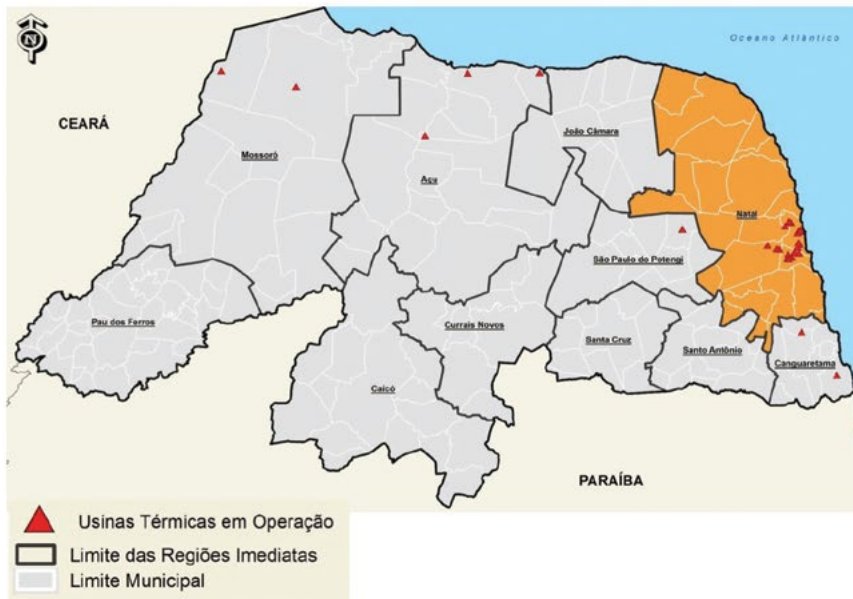 N
Oceano Atlântico
CEARÁ
Mossoró
João Câmara
Açu
Natal
São Paulo do Potengi
Pau dos Ferros
Currais Novos
Santa Cruz
Santo Antônio
Canguaretama
Caicó
PARAÍBA
Usinas Térmicas em Operação
Limite das Regiões Imediatas
Limite Municipal